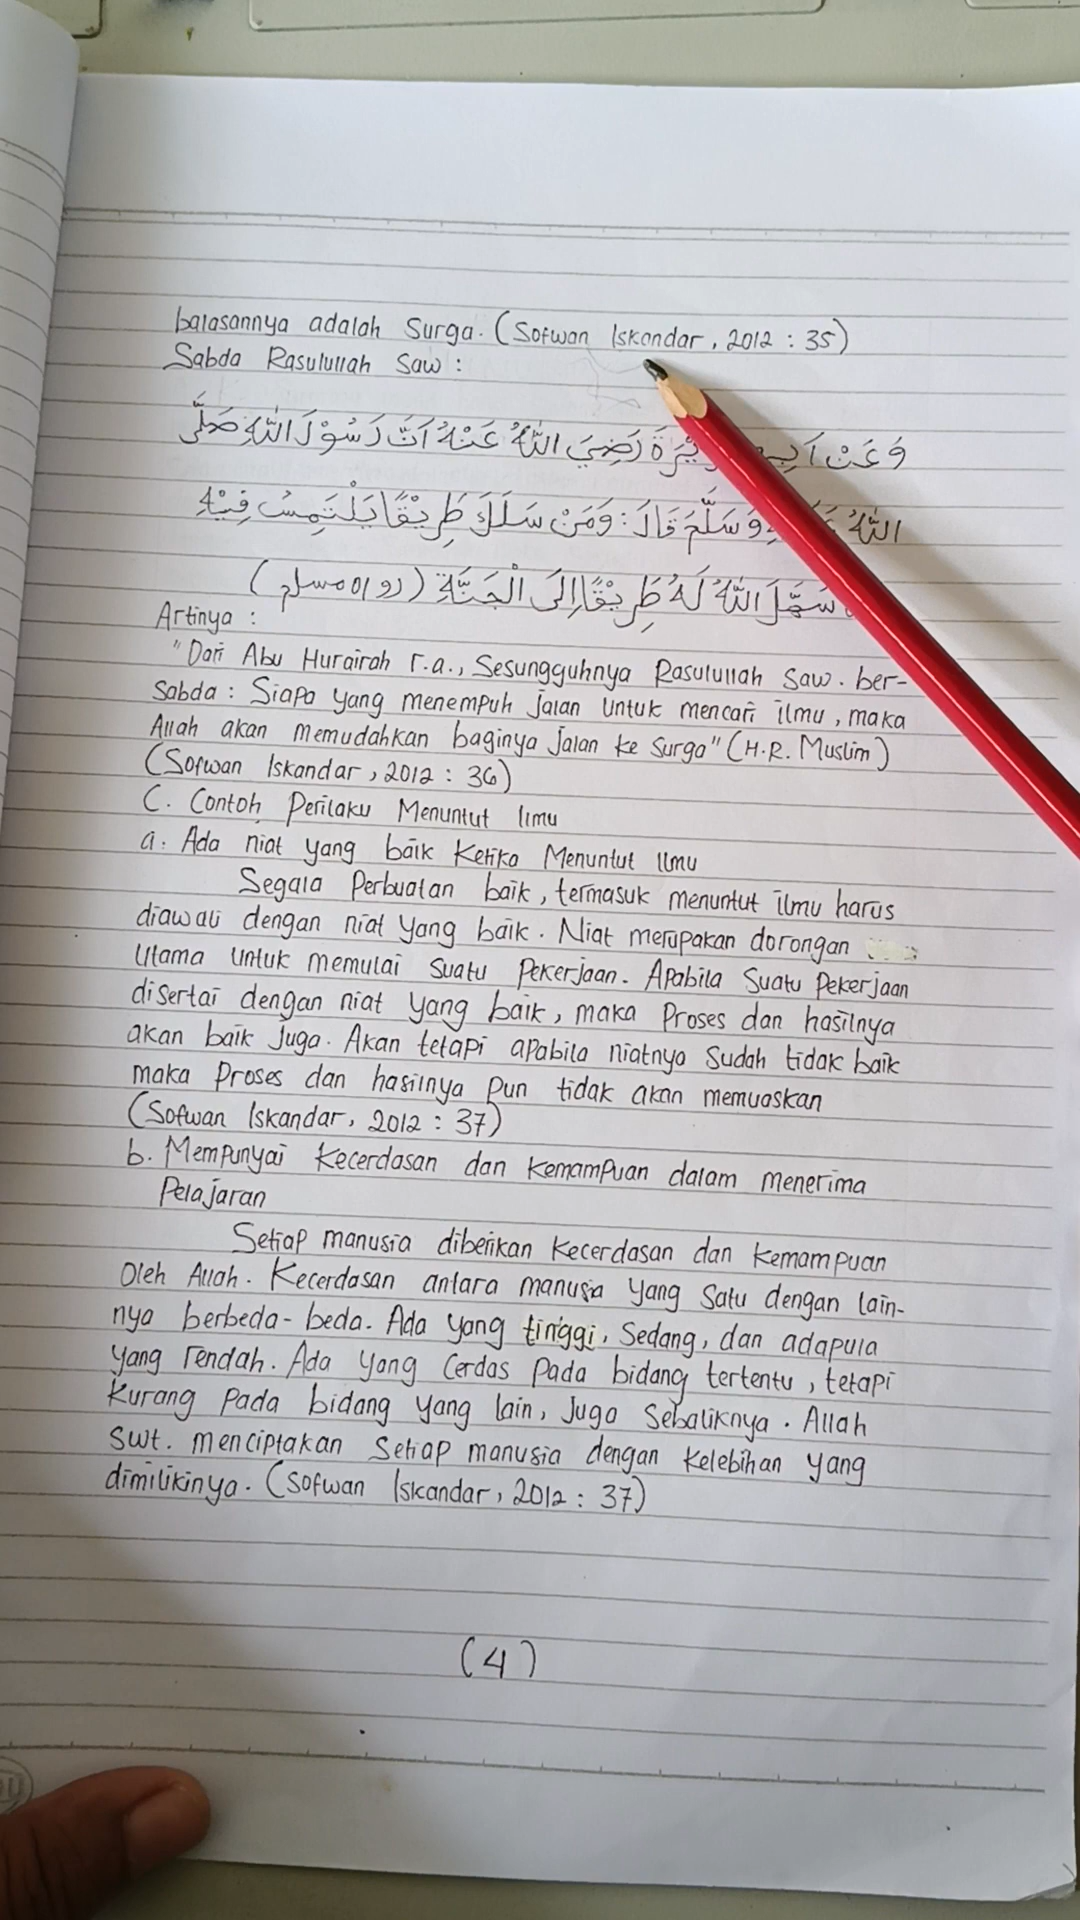 balasannya adalah Surga. (Sofwan Iskandar, 2012 : 35)
Sabda Rasulullah Saw :
وَعَنْ اَبِي رَيْرَةَ رَضِيَ اللّٰهُ عَنْهُ اَنَّ رَسُوْلَ اللّٰهِ صَلَّى
اللّٰهُ وَسَلَّمَ قَالَ : وَمَنْ سَلَكَ طَرِيْقًا يَلْتَمِسُ فِيْهِ
سَهَّلَ اللّٰهُ لَهُ طَرِيْقًا اِلَى الْجَنَّةِ (رواه مسلم)
Artinya :
"Dari Abu Hurairah r.a., Sesungguhnya Rasulullah Saw. ber-
Sabda : Siapa yang menempuh jalan untuk mencari ilmu, maka
Allah akan memudahkan baginya jalan ke Surga" (H.R. Muslim)
(Sofwan Iskandar, 2012 : 36)
C. Contoh Perilaku Menuntut Ilmu
a. Ada niat yang baik Ketika Menuntut Ilmu
Segala Perbuatan baik, termasuk menuntut ilmu harus
diawali dengan niat yang baik. Niat merupakan dorongan
Utama untuk memulai Suatu Pekerjaan. Apabila Suatu Pekerjaan
disertai dengan niat yang baik, maka Proses dan hasilnya
akan baik juga. Akan tetapi apabila niatnya Sudah tidak baik
maka Proses dan hasilnya pun tidak akan memuaskan
(Sofwan Iskandar, 2012 : 37)
b. Mempunyai Kecerdasan dan Kemampuan dalam menerima
Pelajaran
Setiap manusia diberikan Kecerdasan dan Kemampuan
Oleh Allah. Kecerdasan antara manusia yang Satu dengan lain-
nya berbeda-beda. Ada yang tinggi, Sedang, dan adapula
yang rendah. Ada yang Cerdas Pada bidang tertentu, tetapi
Kurang Pada bidang yang lain, Juga Sebaliknya. Allah
Swt. menciptakan Setiap manusia dengan Kelebihan yang
dimilikinya. (Sofwan Iskandar, 2012 : 37)
(4)